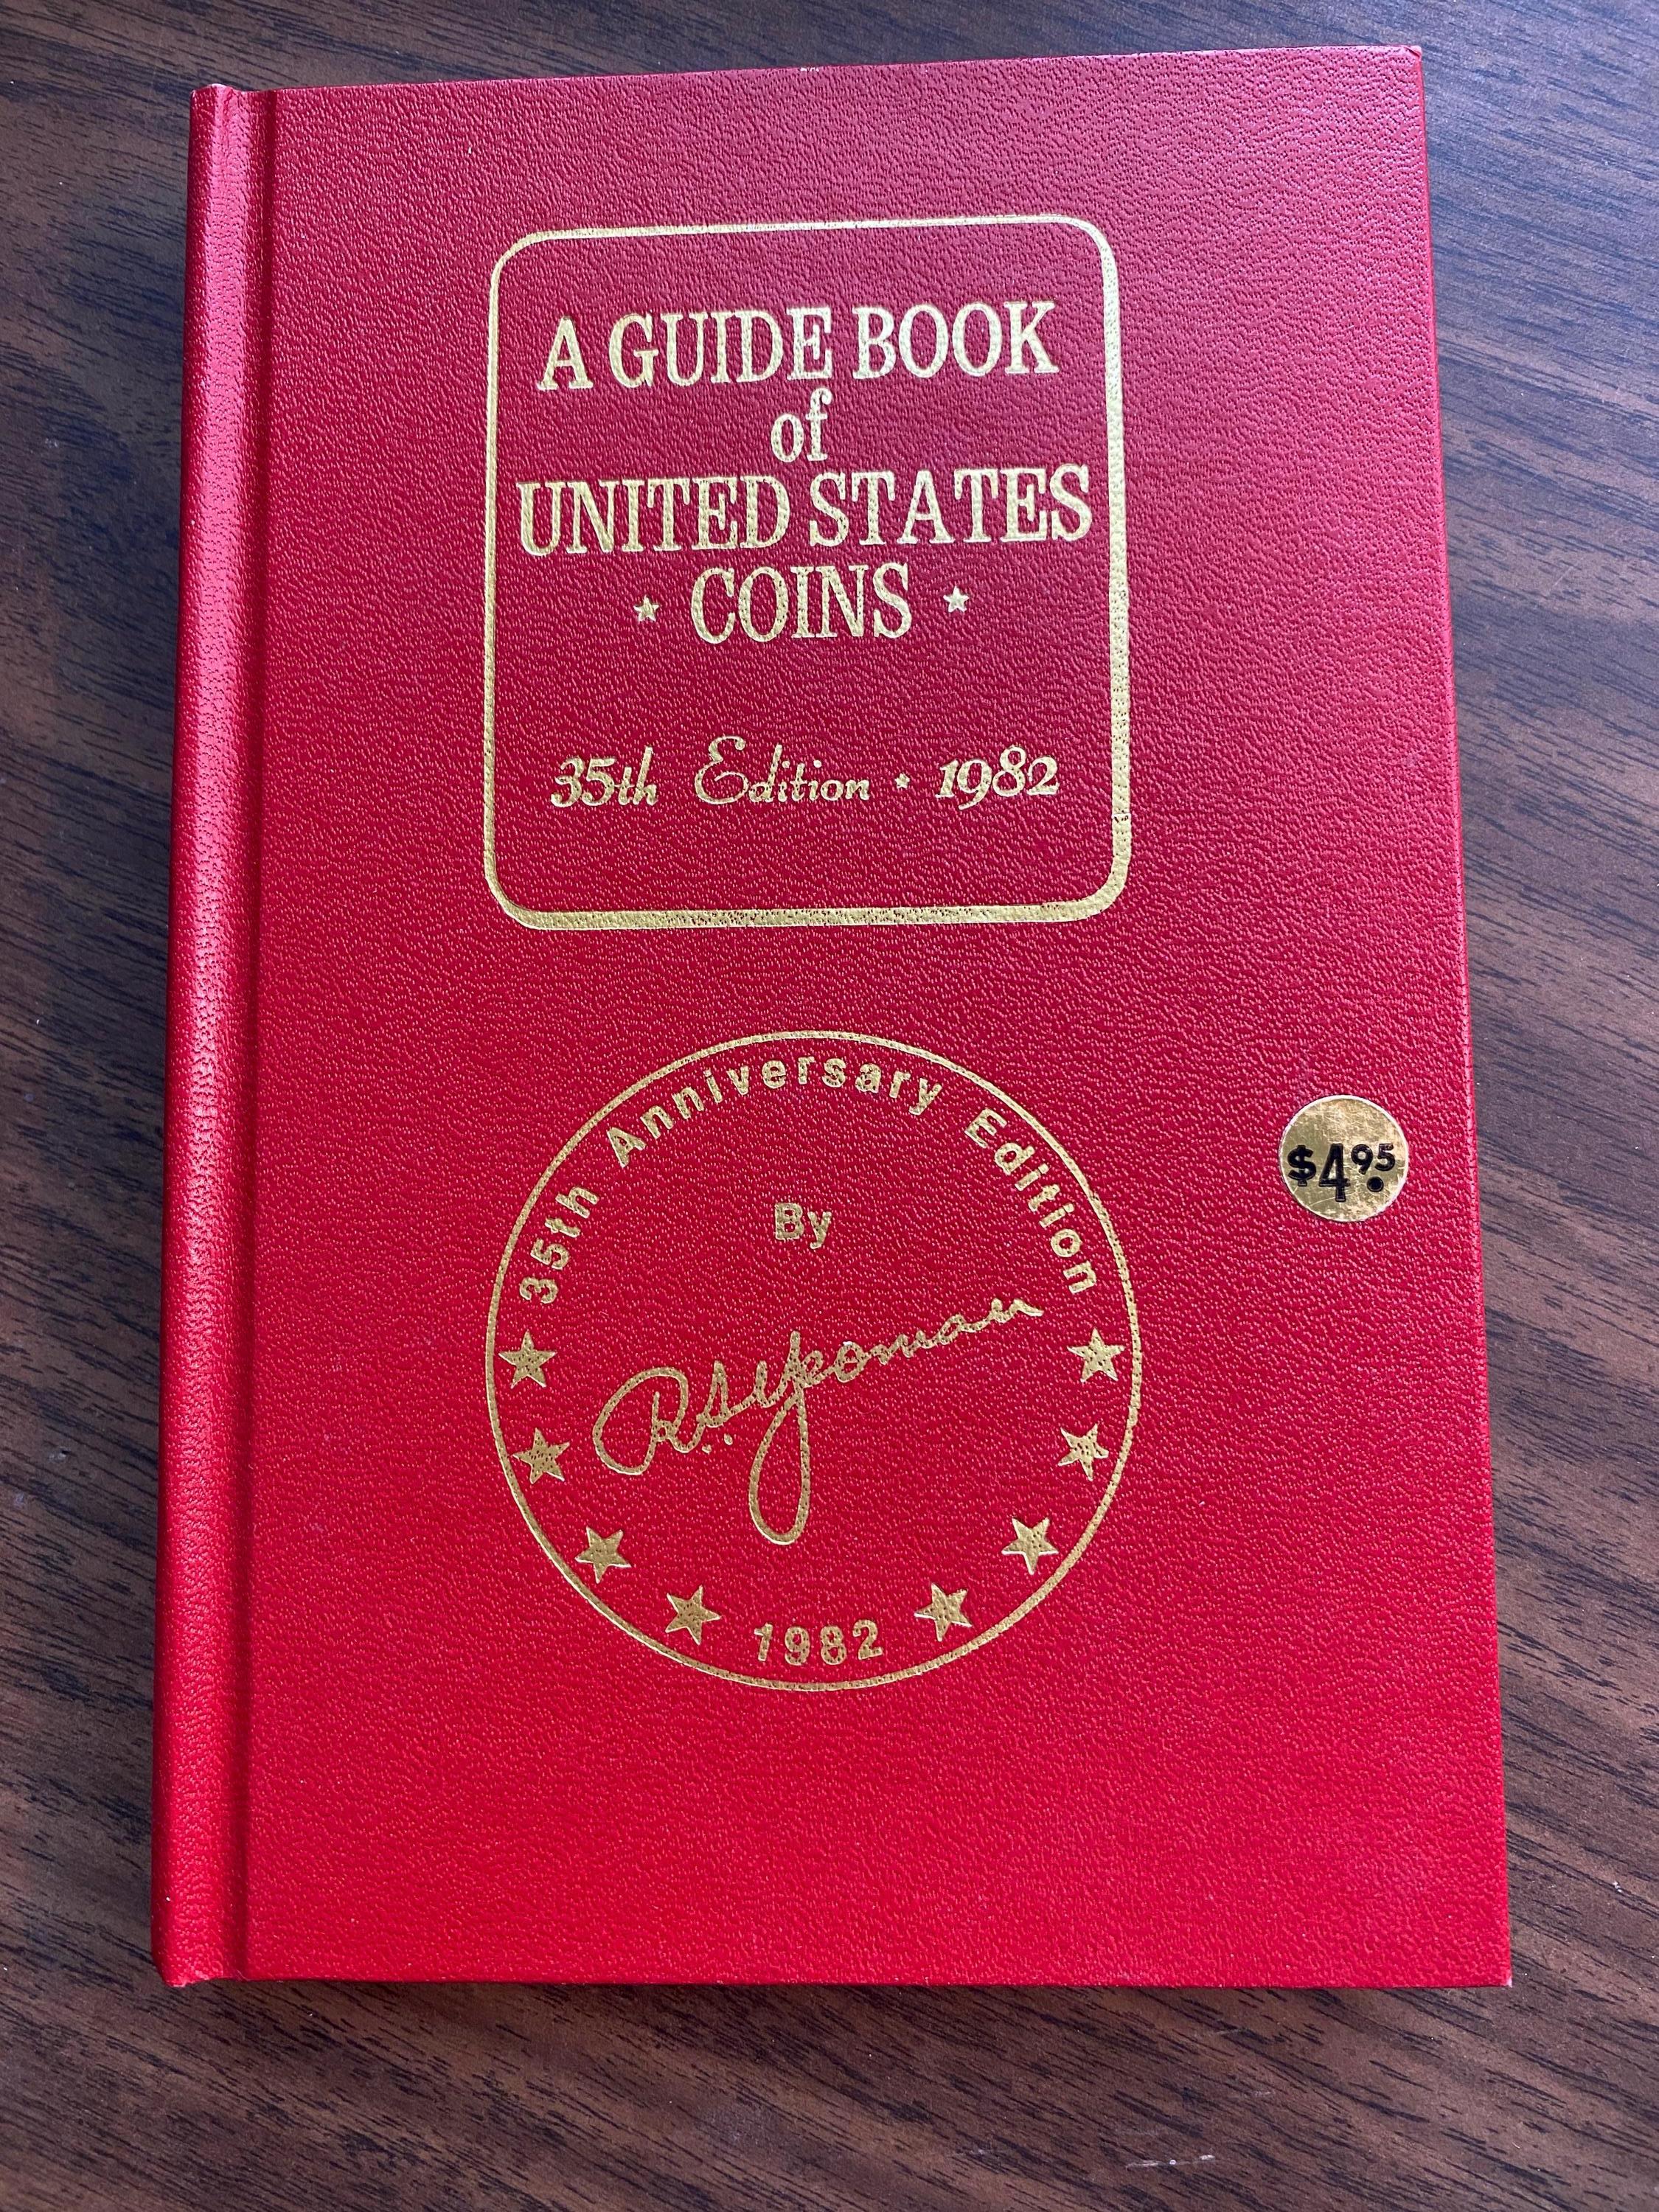 A GUIDE BOOK
of
UNITED STATES
COINS
35th Edition 1982
35th Anniversary Edition
By
R.S. Yeoman
1982
$4.95